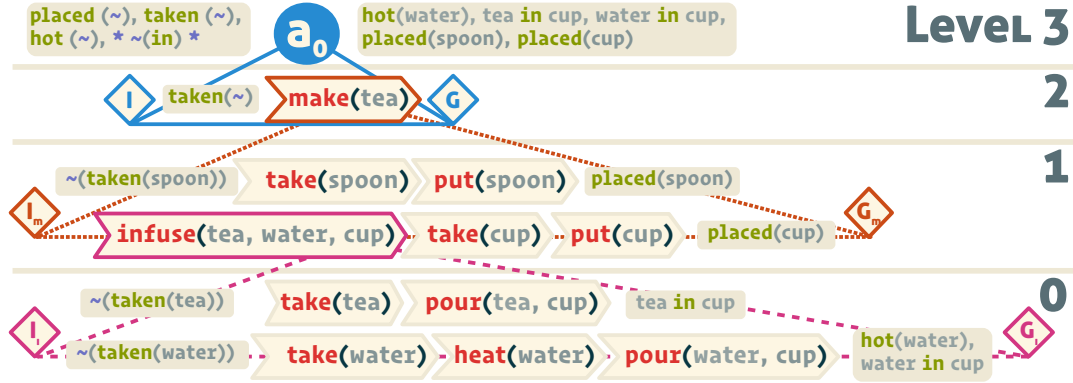 placed (~), taken (~),
hot (~), * ~(in) *
a0
hot(water), tea in cup, water in cup,
placed(spoon), placed(cup)
Level 3
I
taken(~)
make(tea)
G
2
~(taken(spoon))
take(spoon)
put(spoon)
placed(spoon)
1
Im
infuse(tea, water, cup)
take(cup)
put(cup)
placed(cup)
Gm
~(taken(tea))
take(tea)
pour(tea, cup)
tea in cup
0
Ii
~(taken(water))
take(water)
heat(water)
pour(water, cup)
hot(water),
water in cup
Gi